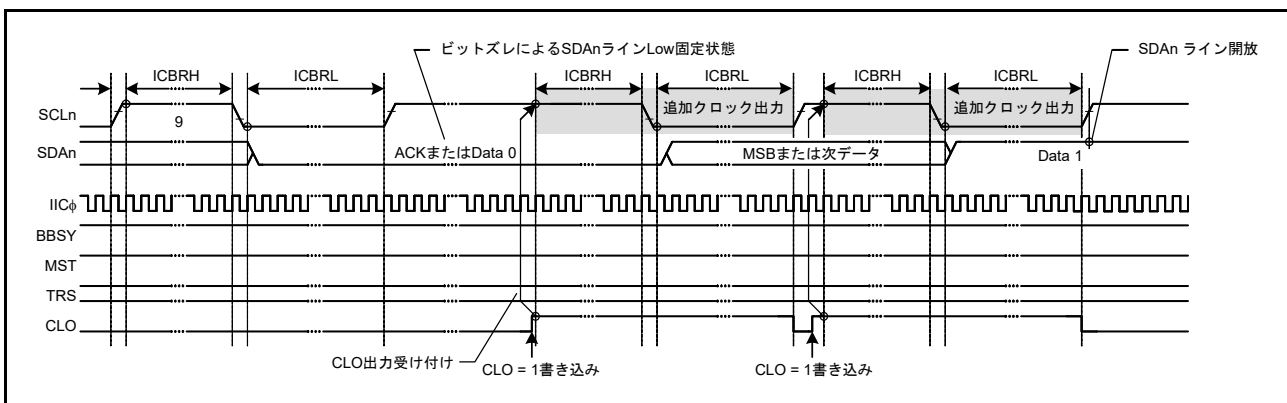 ビットズレによるSDAnラインLow固定状態
SDAn ライン開放
ICBRH
ICBRL
ICBRH
ICBRL
ICBRH
ICBRL
SCLn
9
追加クロック出力
追加クロック出力
SDAn
ACKまたはData 0
MSBまたは次データ
Data 1
IICφ
BBSY
MST
TRS
CLO
CLO出力受け付け
CLO = 1書き込み
CLO = 1書き込み